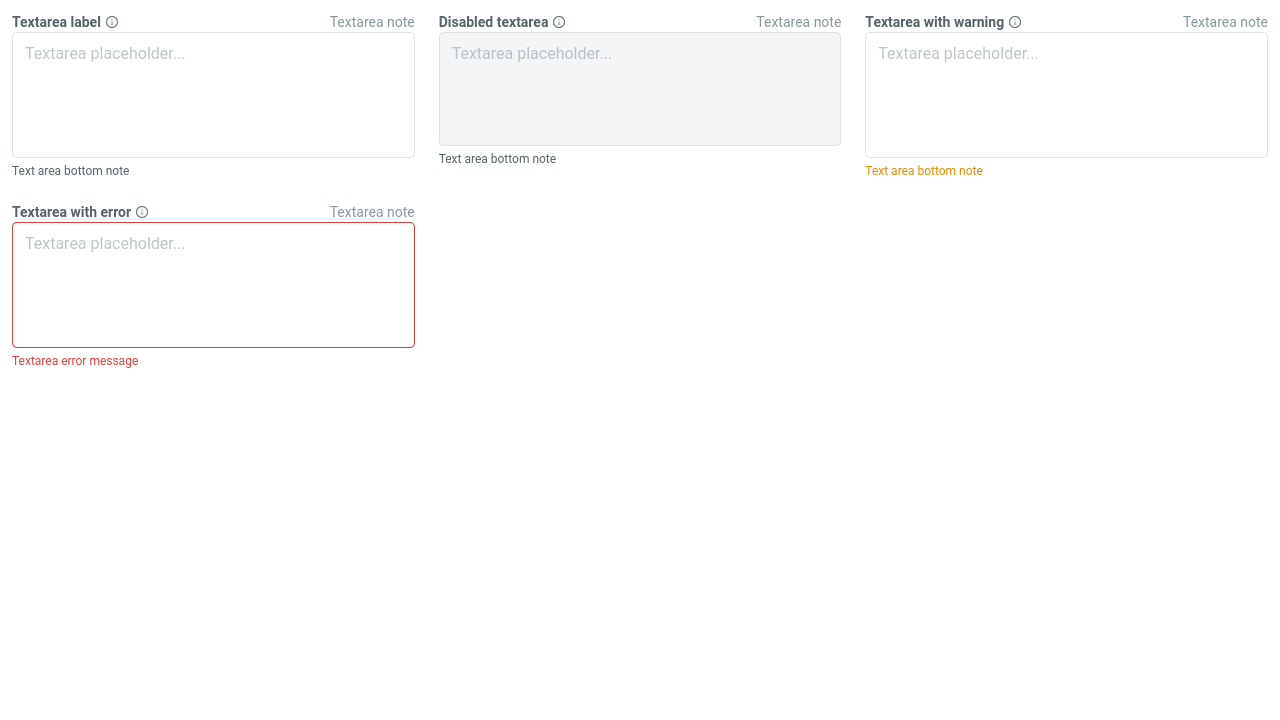 Textarea label
Textarea note
Textarea placeholder...
Text area bottom note
Disabled textarea
Textarea note
Textarea placeholder...
Text area bottom note
Textarea with warning
Textarea note
Textarea placeholder...
Text area bottom note
Textarea with error
Textarea note
Textarea placeholder...
Textarea error message